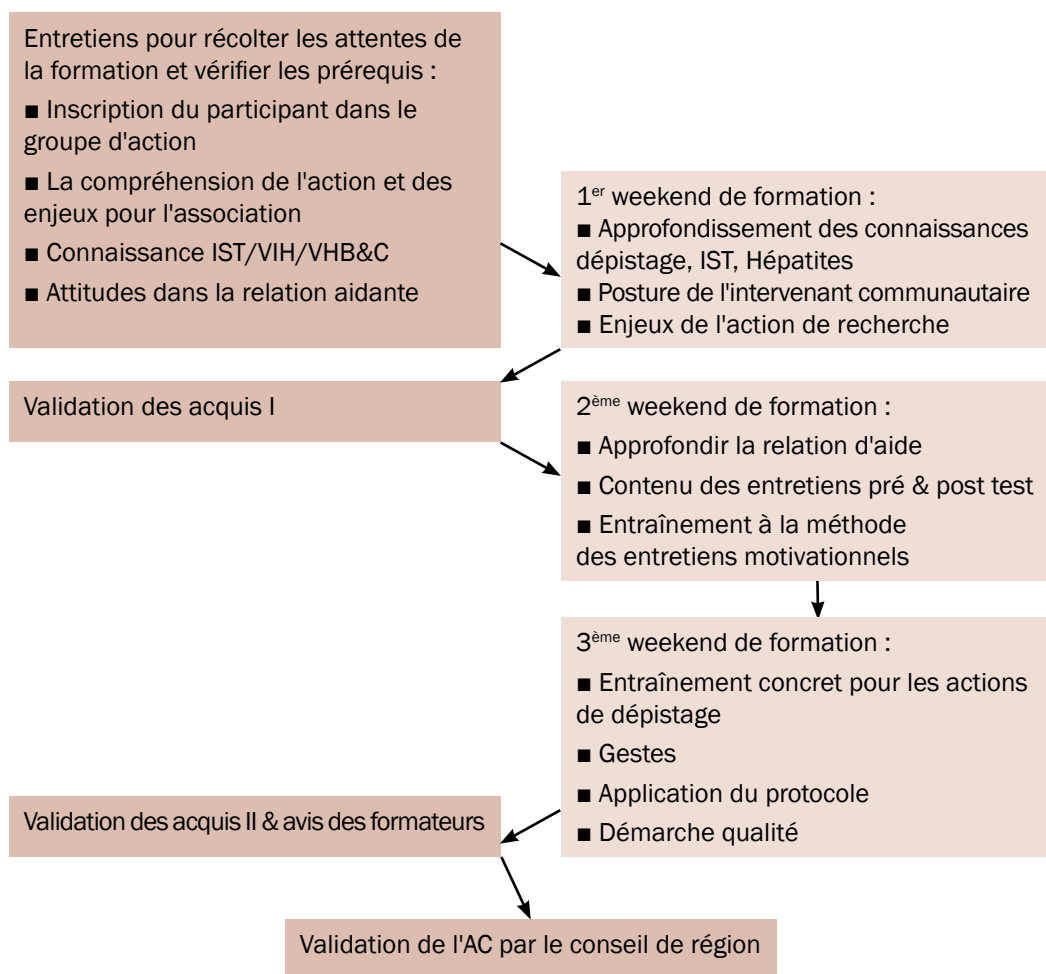 Entretiens pour récolter les attentes de
la formation et vérifier les prérequis :
■ Inscription du participant dans le
groupe d'action
■ La compréhension de l'action et des
enjeux pour l'association
■ Connaissance IST/VIH/VHB&C
■ Attitudes dans la relation aidante
1er weekend de formation :
■ Approfondissement des connaissances
dépistage, IST, Hépatites
■ Posture de l'intervenant communautaire
■ Enjeux de l'action de recherche
Validation des acquis I
2ème weekend de formation :
■ Approfondir la relation d'aide
■ Contenu des entretiens pré & post test
■ Entraînement à la méthode
des entretiens motivationnels
3ème weekend de formation :
■ Entraînement concret pour les actions
de dépistage
■ Gestes
■ Application du protocole
■ Démarche qualité
Validation des acquis II & avis des formateurs
Validation de l'AC par le conseil de région